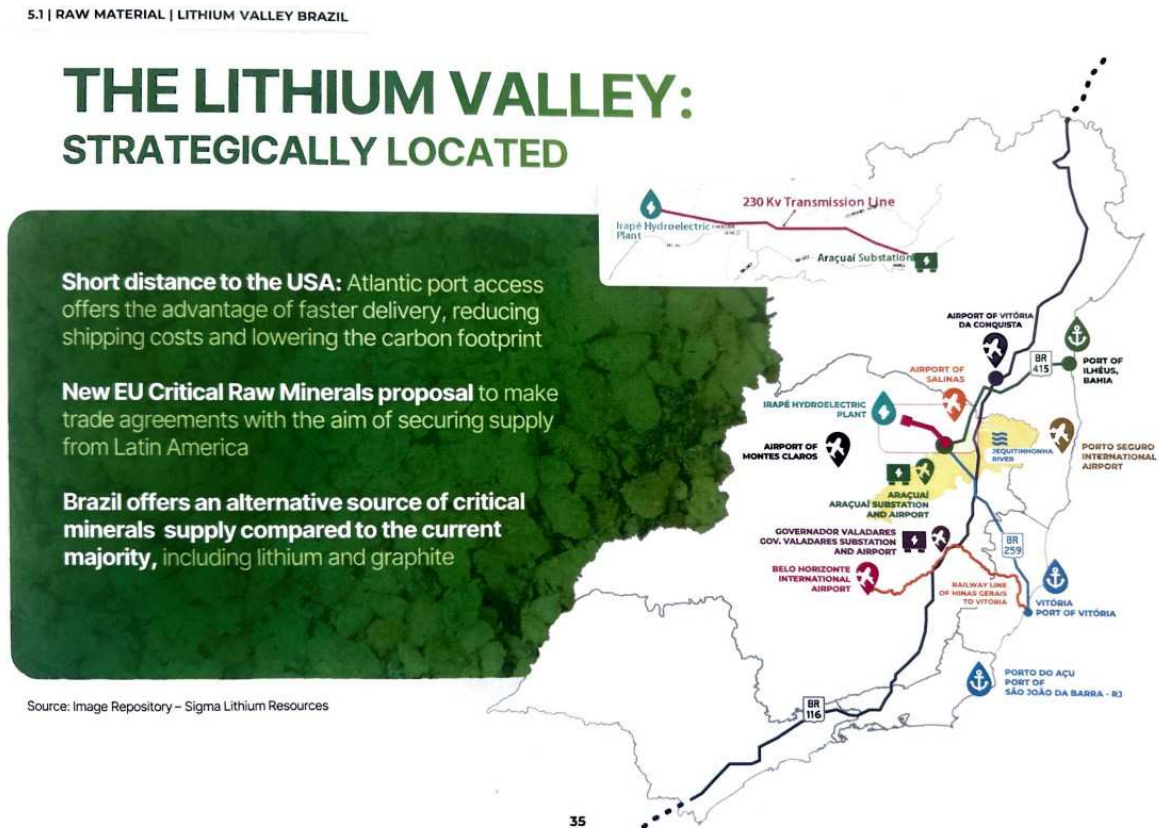 5.1 | RAW MATERIAL | LITHIUM VALLEY BRAZIL
THE LITHIUM VALLEY:
STRATEGICALLY LOCATED
Short distance to the USA: Atlantic port access
offers the advantage of faster delivery, reducing
shipping costs and lowering the carbon footprint
New EU Critical Raw Minerals proposal to make
trade agreements with the aim of securing supply
from Latin America
Brazil offers an alternative source of critical
minerals supply compared to the current
majority, including lithium and graphite
Source: Image Repository – Sigma Lithium Resources
230 Kv Transmission Line
Irapé Hydroelectric
Plant
Araçuaí Substation
AIRPORT OF VITÓRIA
DA CONQUISTA
BR
415
PORT OF
ILHÉUS,
BAHIA
AIRPORT OF
SALINAS
IRAPÉ HYDROELECTRIC
PLANT
AIRPORT OF
MONTES CLAROS
JEQUITINHONHA
RIVER
PORTO SEGURO
INTERNATIONAL
AIRPORT
ARAÇUAÍ
ARAÇUAÍ SUBSTATION
AND AIRPORT
GOVERNADOR VALADARES
GOV. VALADARES SUBSTATION
AND AIRPORT
BR
259
BELO HORIZONTE
INTERNATIONAL
AIRPORT
RAILWAY LINE
OF MINAS GERAIS
TO VITÓRIA
VITÓRIA
PORT OF VITÓRIA
PORTO DO AÇU
PORT OF
SÃO JOÃO DA BARRA - RJ
BR
116
35